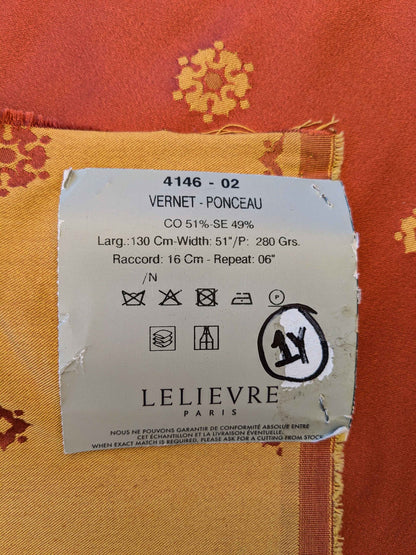 4146 - 02
VERNET - PONCEAU
CO 51%-SE 49%
Larg.:130 Cm-Width: 51"/P: 280 Grs.
Raccord: 16 Cm - Repeat: 06"
/N
P
1Y
LELIEVRE
PARIS
NOUS NE POUVONS GARANTIR DE CONFORMITÉ ABSOLUE ENTRE
CET ÉCHANTILLON ET LA LIVRAISON ÉVENTUELLE.
WHEN EXACT MATCH IS REQUIRED, PLEASE ASK FOR A CUTTING FROM STOCK